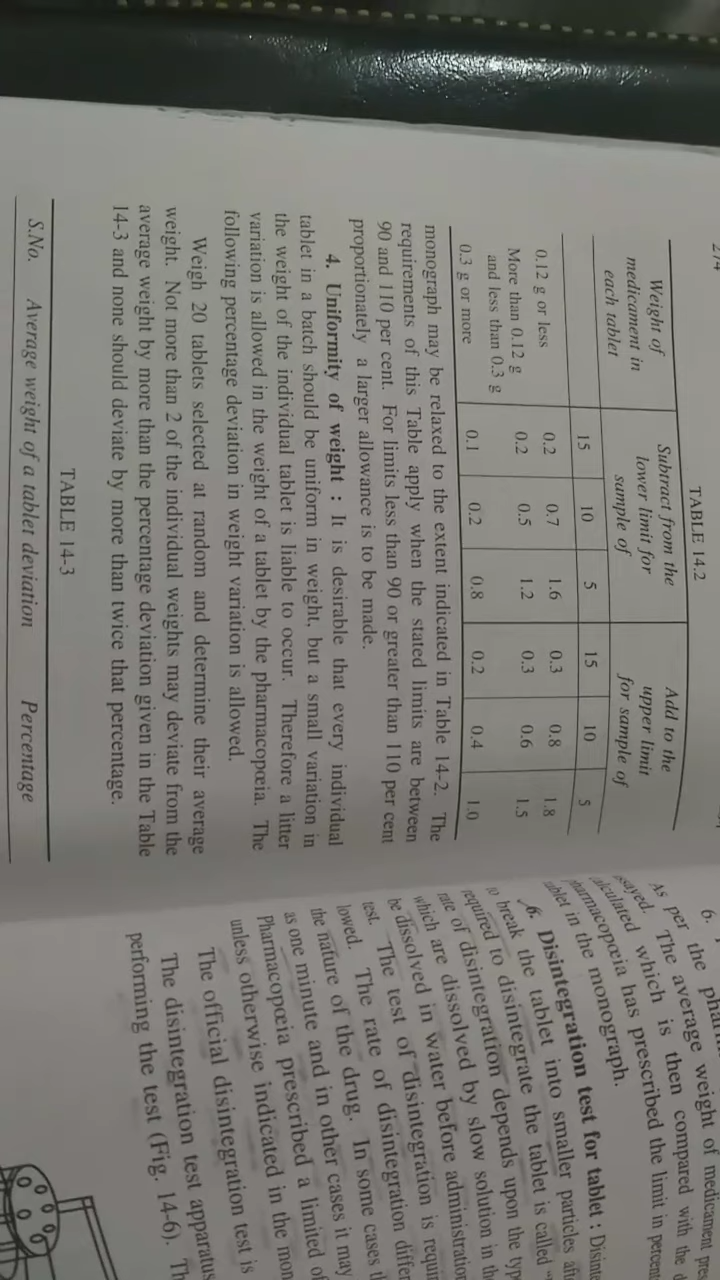 274
TABLE 14.2
Weight of Subtract from the Add to the
medicament in lower limit for upper limit
each tablet sample of for sample of
15 10 5 15 10 5
0.12 g or less 0.2 0.7 1.6 0.3 0.8 1.8
More than 0.12 g 0.2 0.5 1.2 0.3 0.6 1.5
and less than 0.3 g
0.3 g or more 0.1 0.2 0.8 0.2 0.4 1.0
monograph may be relaxed to the extent indicated in Table 14-2. The
requirements of this Table apply when the stated limits are between
90 and 110 per cent. For limits less than 90 or greater than 110 per cent
proportionately a larger allowance is to be made.
4. Uniformity of weight : It is desirable that every individual
tablet in a batch should be uniform in weight, but a small variation in
the weight of the individual tablet is liable to occur. Therefore a litter
variation is allowed in the weight of a tablet by the pharmacopœia. The
following percentage deviation in weight variation is allowed.
Weigh 20 tablets selected at random and determine their average
weight. Not more than 2 of the individual weights may deviate from the
average weight by more than the percentage deviation given in the Table
14-3 and none should deviate by more than twice that percentage.
TABLE 14-3
S.No. Average weight of a tablet deviation Percentage
6.
As per the
The average weight of medicament
calculated which is then compared with the
pharmacopœia has prescribed the limit in
tablet in the monograph.
6. Disintegration test for tablet :
to break the tablet into smaller particles
required to disintegrate the tablet is called
rate of disintegration depends upon the
which are dissolved by slow solution in
be dissolved in water before
test. The test of disintegration is
lowed. The rate of disintegration
the nature of the drug. In some cases
as one minute and in other cases it may
Pharmacopœia prescribed a limited
unless otherwise indicated in the
The official disintegration test is
The disintegration test apparatus
performing the test (Fig. 14-6).